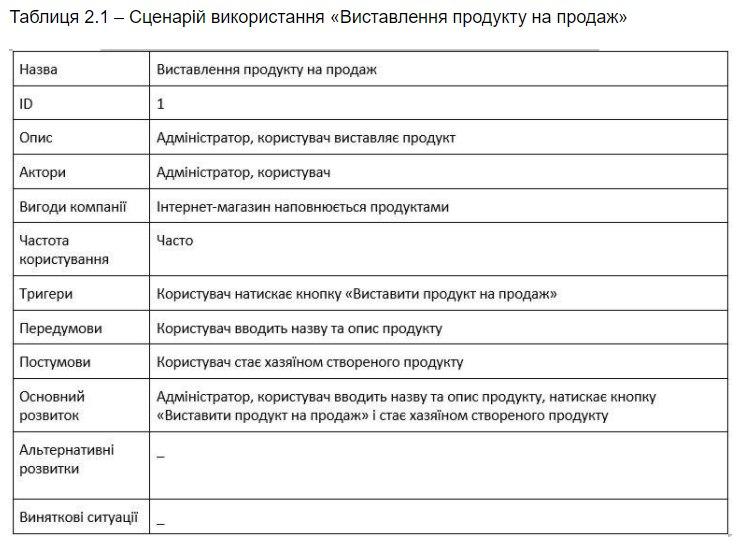 Таблиця 2.1 – Сценарій використання «Виставлення продукту на продаж»
Назва Виставлення продукту на продаж
ID 1
Опис Адміністратор, користувач виставляє продукт
Актори Адміністратор, користувач
Вигоди компанії Інтернет-магазин наповнюється продуктами
Частота Часто
користування
Тригери Користувач натискає кнопку «Виставити продукт на продаж»
Передумови Користувач вводить назву та опис продукту
Постумови Користувач стає хазяїном створеного продукту
Основний Адміністратор, користувач вводить назву та опис продукту, натискає кнопку
розвиток «Виставити продукт на продаж» і стає хазяїном створеного продукту
Альтернативні _
розвитки
Виняткові ситуації _